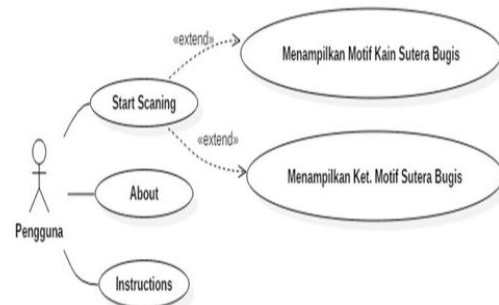 «extend»
Menampilkan Motif Kain Sutera Bugis
Start Scaning
«extend»
Menampilkan Ket. Motif Sutera Bugis
About
Pengguna
Instructions